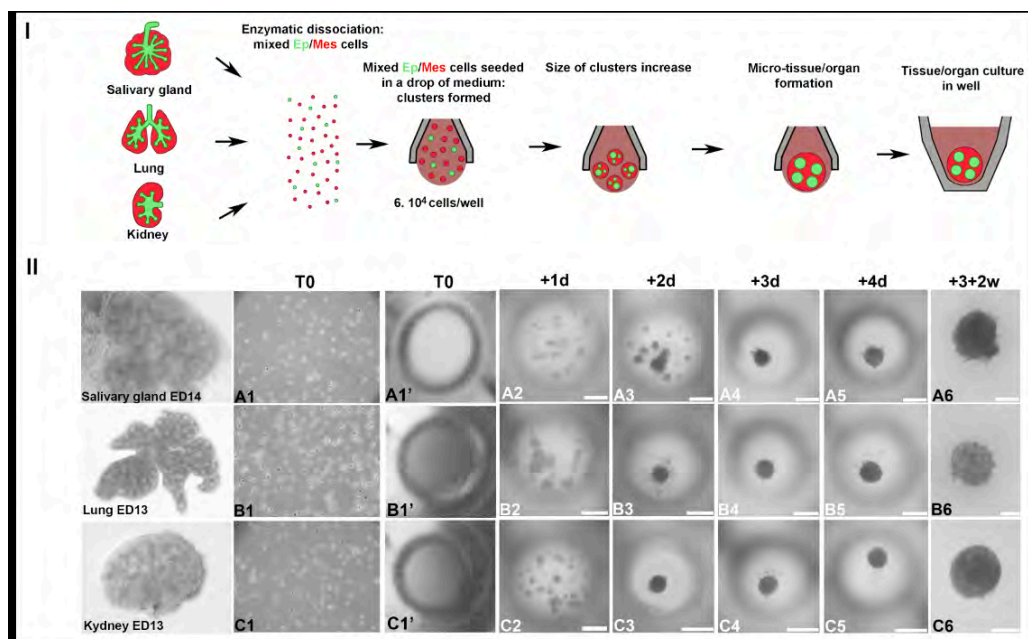 I
Enzymatic dissociation:
mixed Ep/Mes cells
Salivary gland
Lung
Kidney
Mixed Ep/Mes cells seeded
in a drop of medium:
clusters formed
6. 10⁴ cells/well
Size of clusters increase
Micro-tissue/organ
formation
Tissue/organ culture
in well
II
T0 T0 +1d +2d +3d +4d +3+2w
Salivary gland ED14 A1 A1' A2 A3 A4 A5 A6
Lung ED13 B1 B1' B2 B3 B4 B5 B6
Kydney ED13 C1 C1' C2 C3 C4 C5 C6